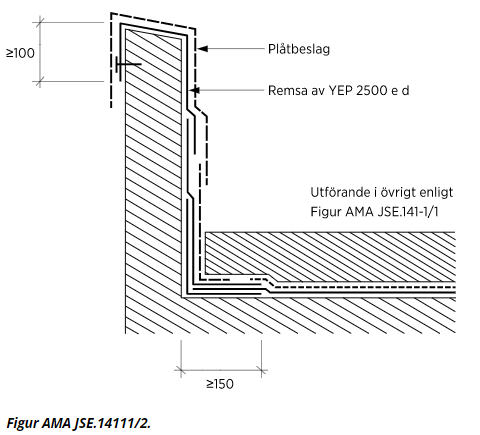 ≥100
Plåtbeslag
Remsa av YEP 2500 e d
Utförande i övrigt enligt
Figur AMA JSE.141-1/1
≥150
Figur AMA JSE.14111/2.